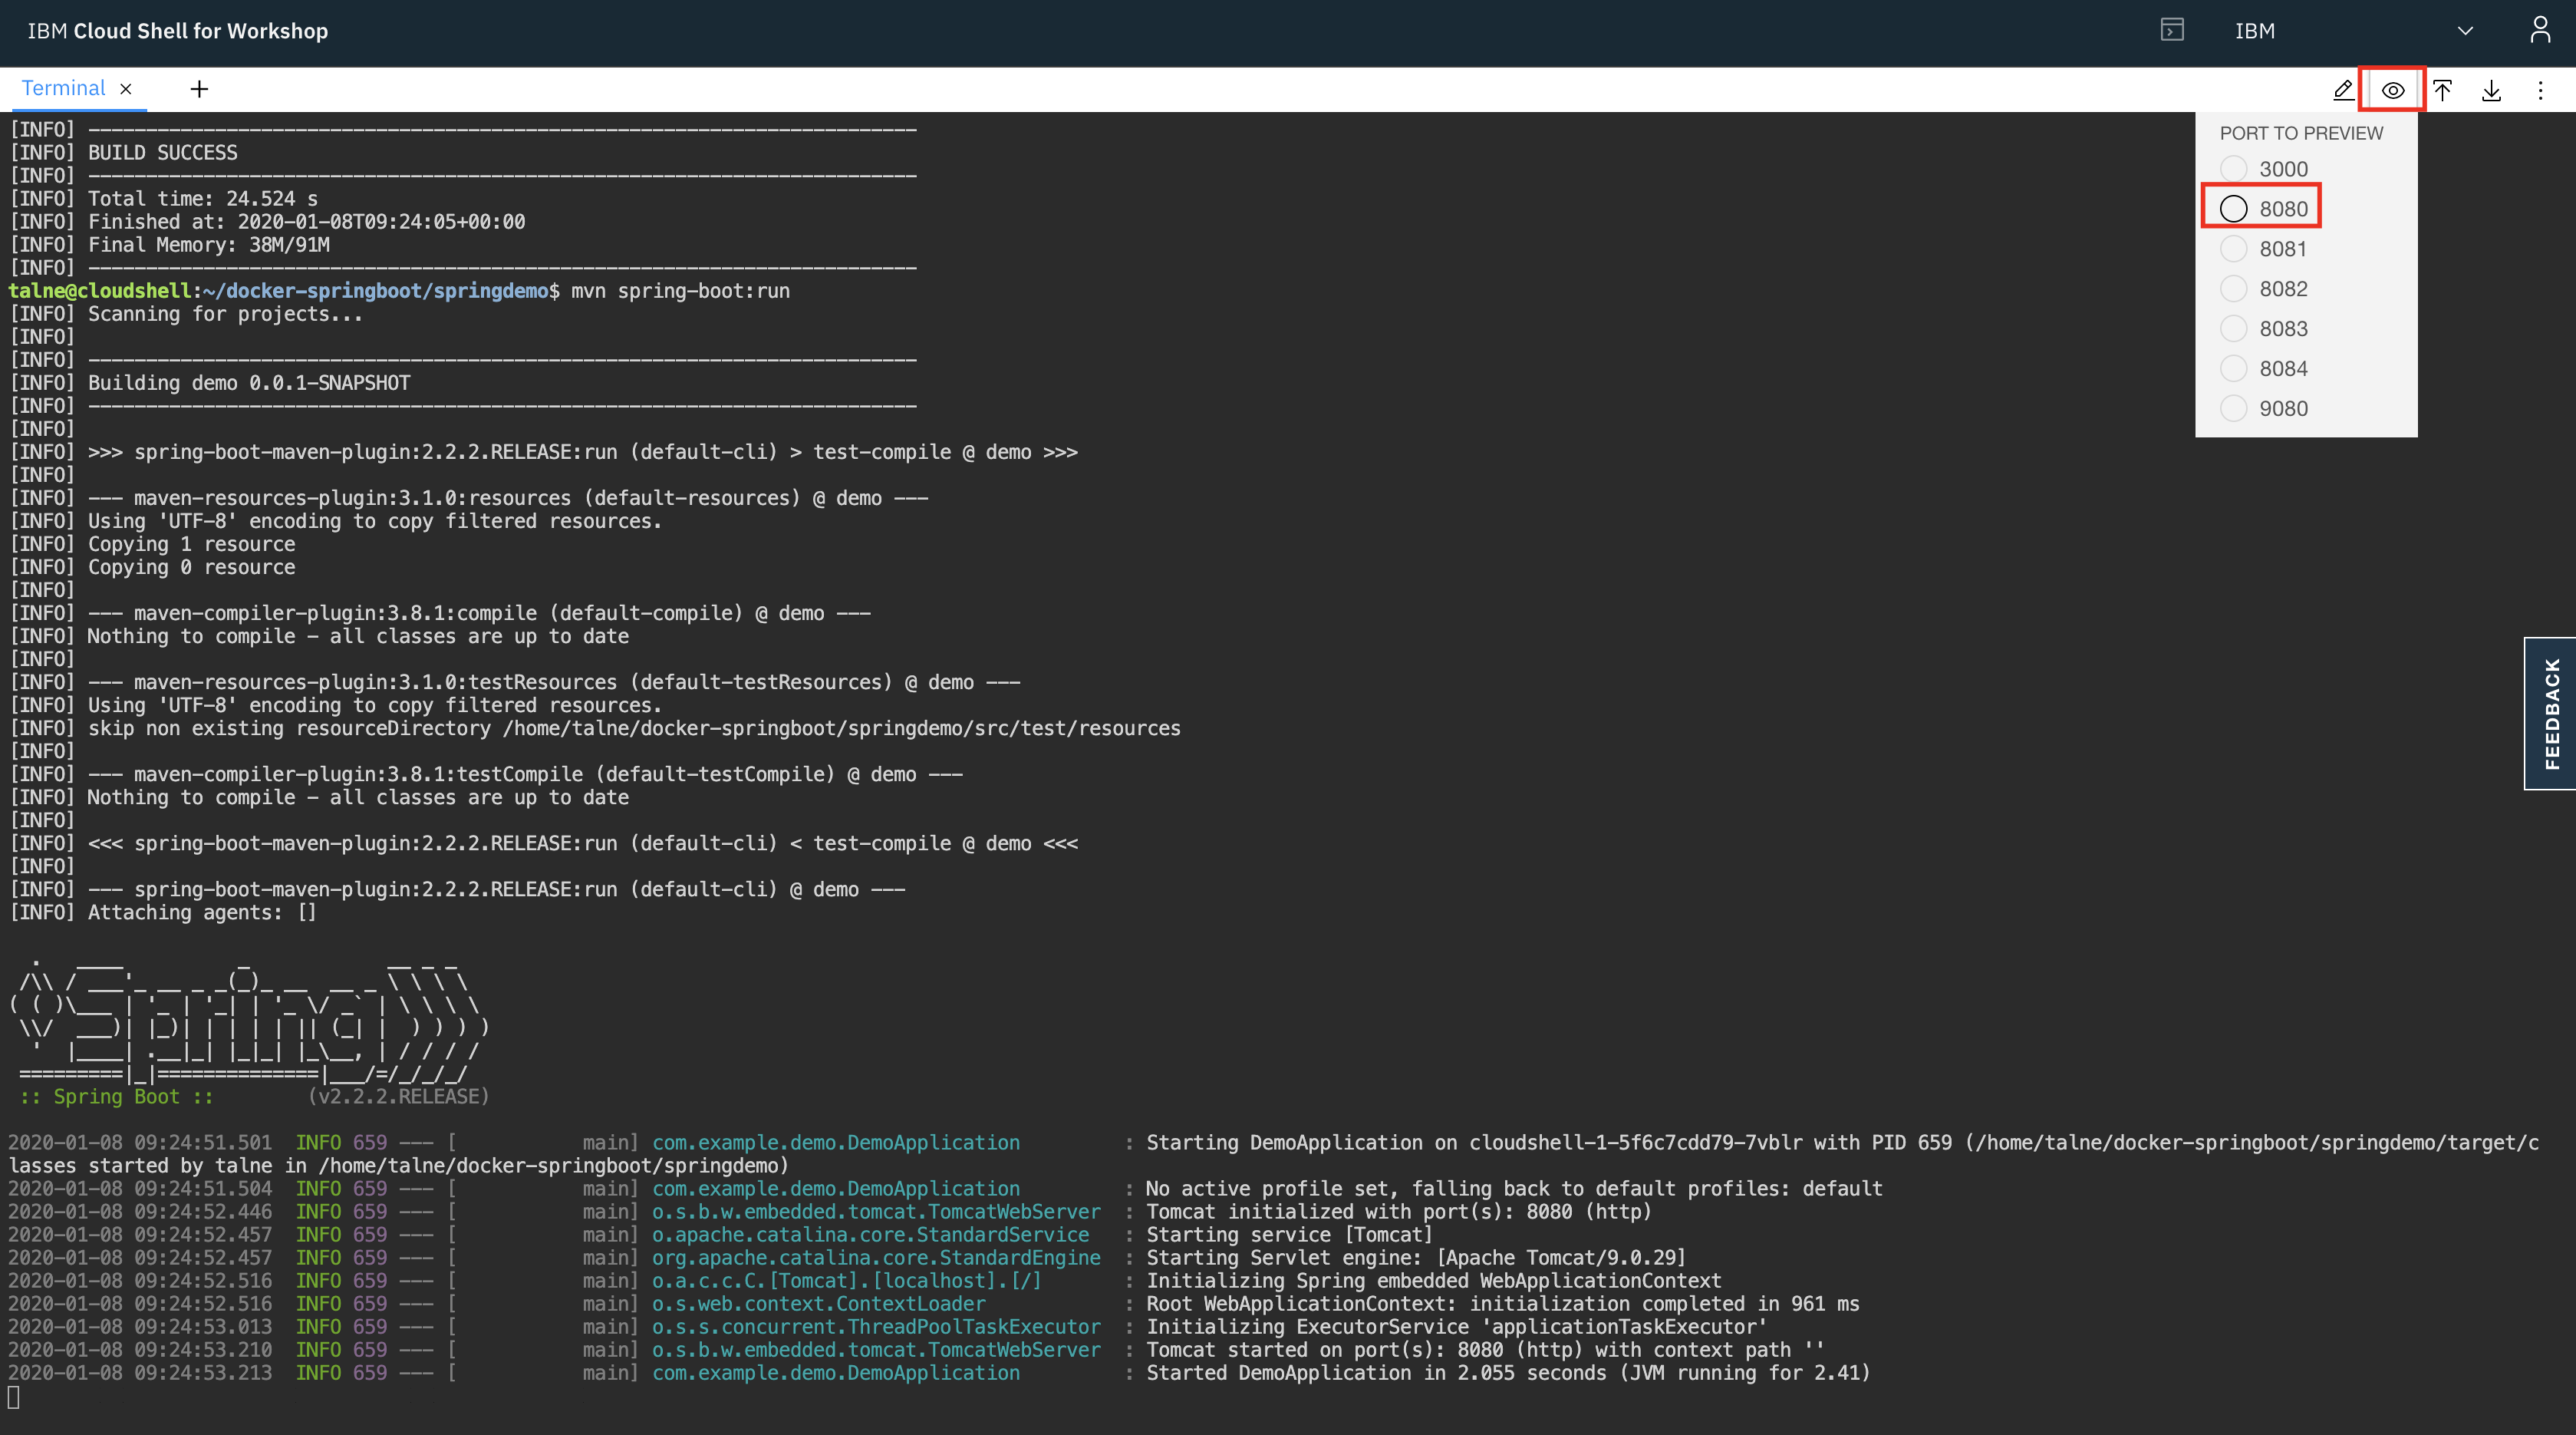 IBM Cloud Shell for Workshop
IBM
Terminal
PORT TO PREVIEW
3000
8080
8081
8082
8083
8084
9080
FEEDBACK
[INFO] ------------------------------------------------------------------------
[INFO] BUILD SUCCESS
[INFO] ------------------------------------------------------------------------
[INFO] Total time: 24.524 s
[INFO] Finished at: 2020-01-08T09:24:05+00:00
[INFO] Final Memory: 38M/91M
[INFO] ------------------------------------------------------------------------
talne@cloudshell:~/docker-springboot/springdemo$ mvn spring-boot:run
[INFO] Scanning for projects...
[INFO]
[INFO] ------------------------------------------------------------------------
[INFO] Building demo 0.0.1-SNAPSHOT
[INFO] ------------------------------------------------------------------------
[INFO]
[INFO] >>> spring-boot-maven-plugin:2.2.2.RELEASE:run (default-cli) > test-compile @ demo >>>
[INFO]
[INFO] --- maven-resources-plugin:3.1.0:resources (default-resources) @ demo ---
[INFO] Using 'UTF-8' encoding to copy filtered resources.
[INFO] Copying 1 resource
[INFO] Copying 0 resource
[INFO]
[INFO] --- maven-compiler-plugin:3.8.1:compile (default-compile) @ demo ---
[INFO] Nothing to compile - all classes are up to date
[INFO]
[INFO] --- maven-resources-plugin:3.1.0:testResources (default-testResources) @ demo ---
[INFO] Using 'UTF-8' encoding to copy filtered resources.
[INFO] skip non existing resourceDirectory /home/talne/docker-springboot/springdemo/src/test/resources
[INFO]
[INFO] --- maven-compiler-plugin:3.8.1:testCompile (default-testCompile) @ demo ---
[INFO] Nothing to compile - all classes are up to date
[INFO]
[INFO] <<< spring-boot-maven-plugin:2.2.2.RELEASE:run (default-cli) < test-compile @ demo <<<
[INFO]
[INFO] --- spring-boot-maven-plugin:2.2.2.RELEASE:run (default-cli) @ demo ---
[INFO] Attaching agents: []
Spring
:: Spring Boot :: (v2.2.2.RELEASE)
2020-01-08 09:24:51.501 INFO 659 --- [ main] com.example.demo.DemoApplication : Starting DemoApplication on cloudshell-1-5f6c7cdd79-7vblr with PID 659 (/home/talne/docker-springboot/springdemo/target/c
lasses started by talne in /home/talne/docker-springboot/springdemo)
2020-01-08 09:24:51.504 INFO 659 --- [ main] com.example.demo.DemoApplication : No active profile set, falling back to default profiles: default
2020-01-08 09:24:52.446 INFO 659 --- [ main] o.s.b.w.embedded.tomcat.TomcatWebServer : Tomcat initialized with port(s): 8080 (http)
2020-01-08 09:24:52.457 INFO 659 --- [ main] o.apache.catalina.core.StandardService : Starting service [Tomcat]
2020-01-08 09:24:52.457 INFO 659 --- [ main] org.apache.catalina.core.StandardEngine : Starting Servlet engine: [Apache Tomcat/9.0.29]
2020-01-08 09:24:52.516 INFO 659 --- [ main] o.a.c.c.C.[Tomcat].[localhost].[/] : Initializing Spring embedded WebApplicationContext
2020-01-08 09:24:52.516 INFO 659 --- [ main] o.s.web.context.ContextLoader : Root WebApplicationContext: initialization completed in 961 ms
2020-01-08 09:24:53.013 INFO 659 --- [ main] o.s.s.concurrent.ThreadPoolTaskExecutor : Initializing ExecutorService 'applicationTaskExecutor'
2020-01-08 09:24:53.210 INFO 659 --- [ main] o.s.b.w.embedded.tomcat.TomcatWebServer : Tomcat started on port(s): 8080 (http) with context path ''
2020-01-08 09:24:53.213 INFO 659 --- [ main] com.example.demo.DemoApplication : Started DemoApplication in 2.055 seconds (JVM running for 2.41)